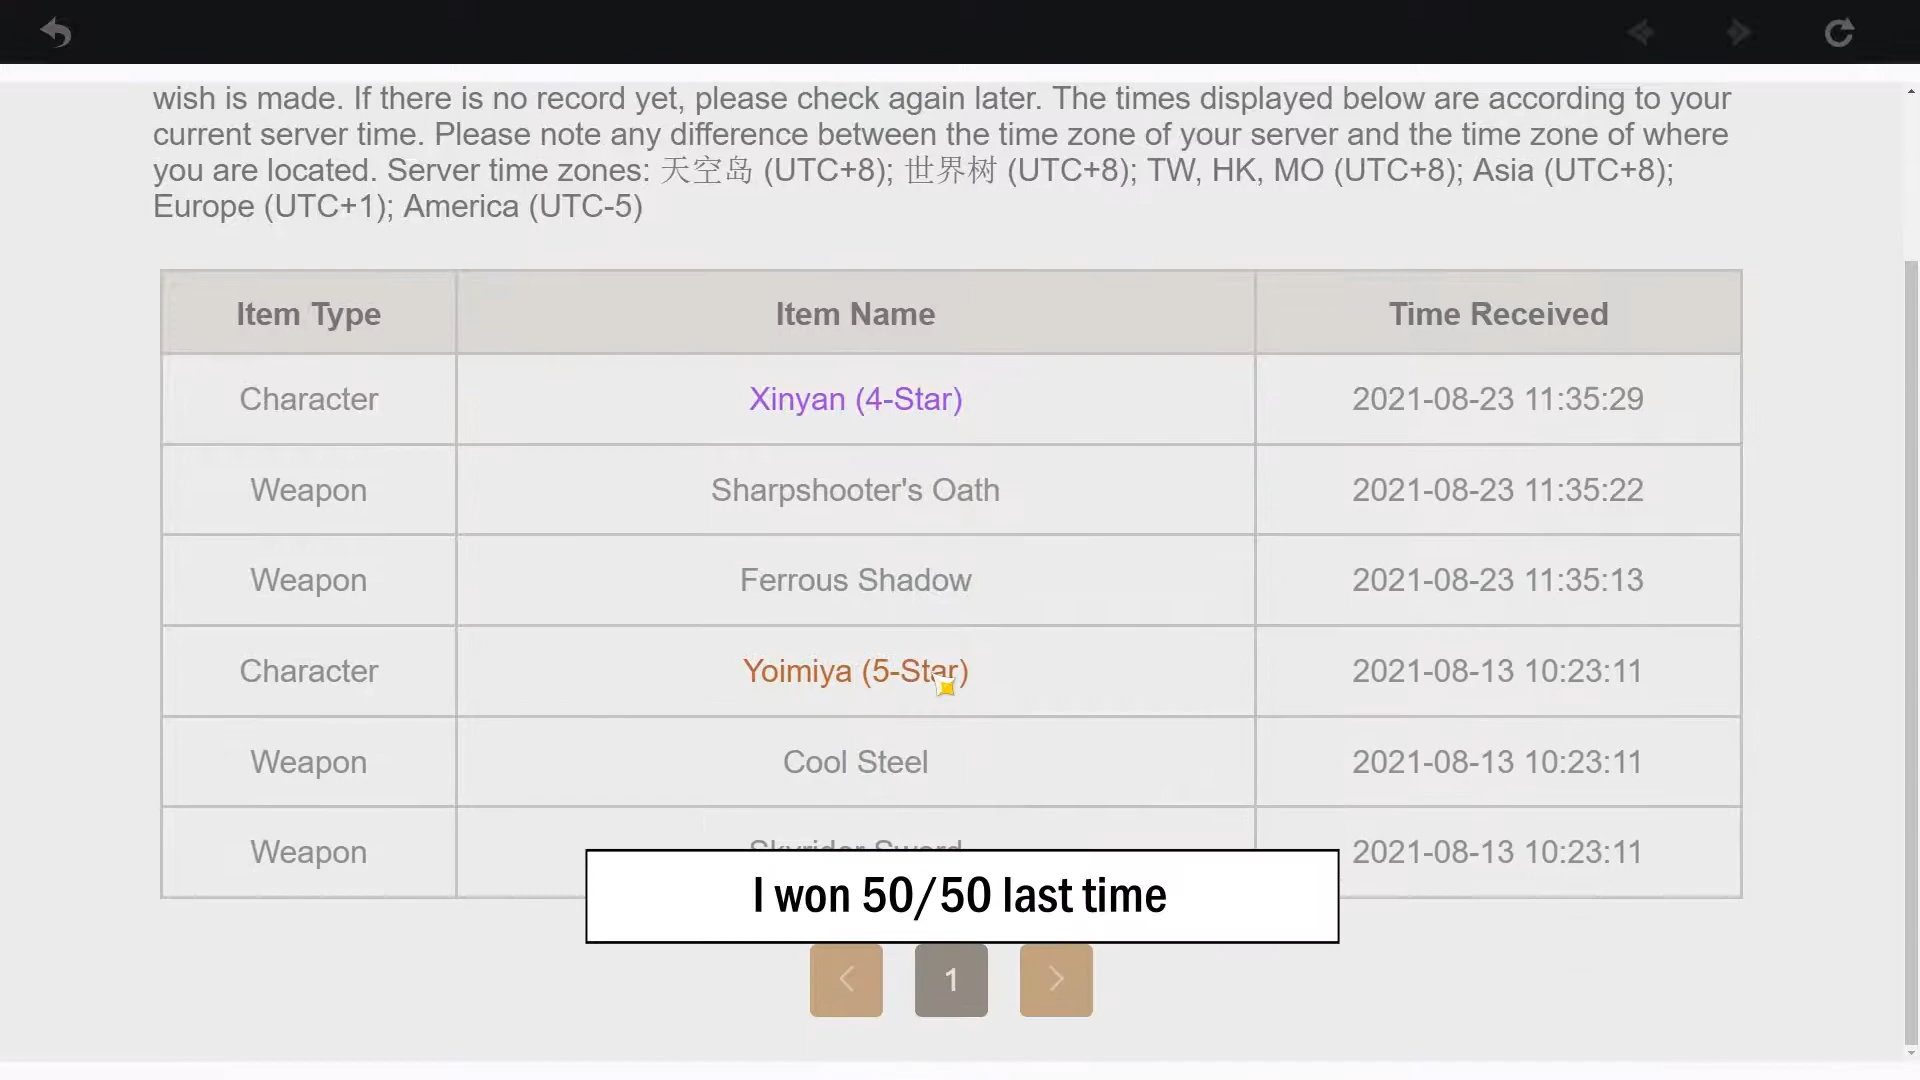 wish is made. If there is no record yet, please check again later. The times displayed below are according to your
current server time. Please note any difference between the time zone of your server and the time zone of where
you are located. Server time zones: 天空岛 (UTC+8); 世界树 (UTC+8); TW, HK, MO (UTC+8); Asia (UTC+8);
Europe (UTC+1); America (UTC-5)
Item Type Item Name Time Received
Character Xinyan (4-Star) 2021-08-23 11:35:29
Weapon Sharpshooter's Oath 2021-08-23 11:35:22
Weapon Ferrous Shadow 2021-08-23 11:35:13
Character Yoimiya (5-Star) 2021-08-13 10:23:11
Weapon Cool Steel 2021-08-13 10:23:11
Weapon Skyrider Sword 2021-08-13 10:23:11
I won 50/50 last time
1